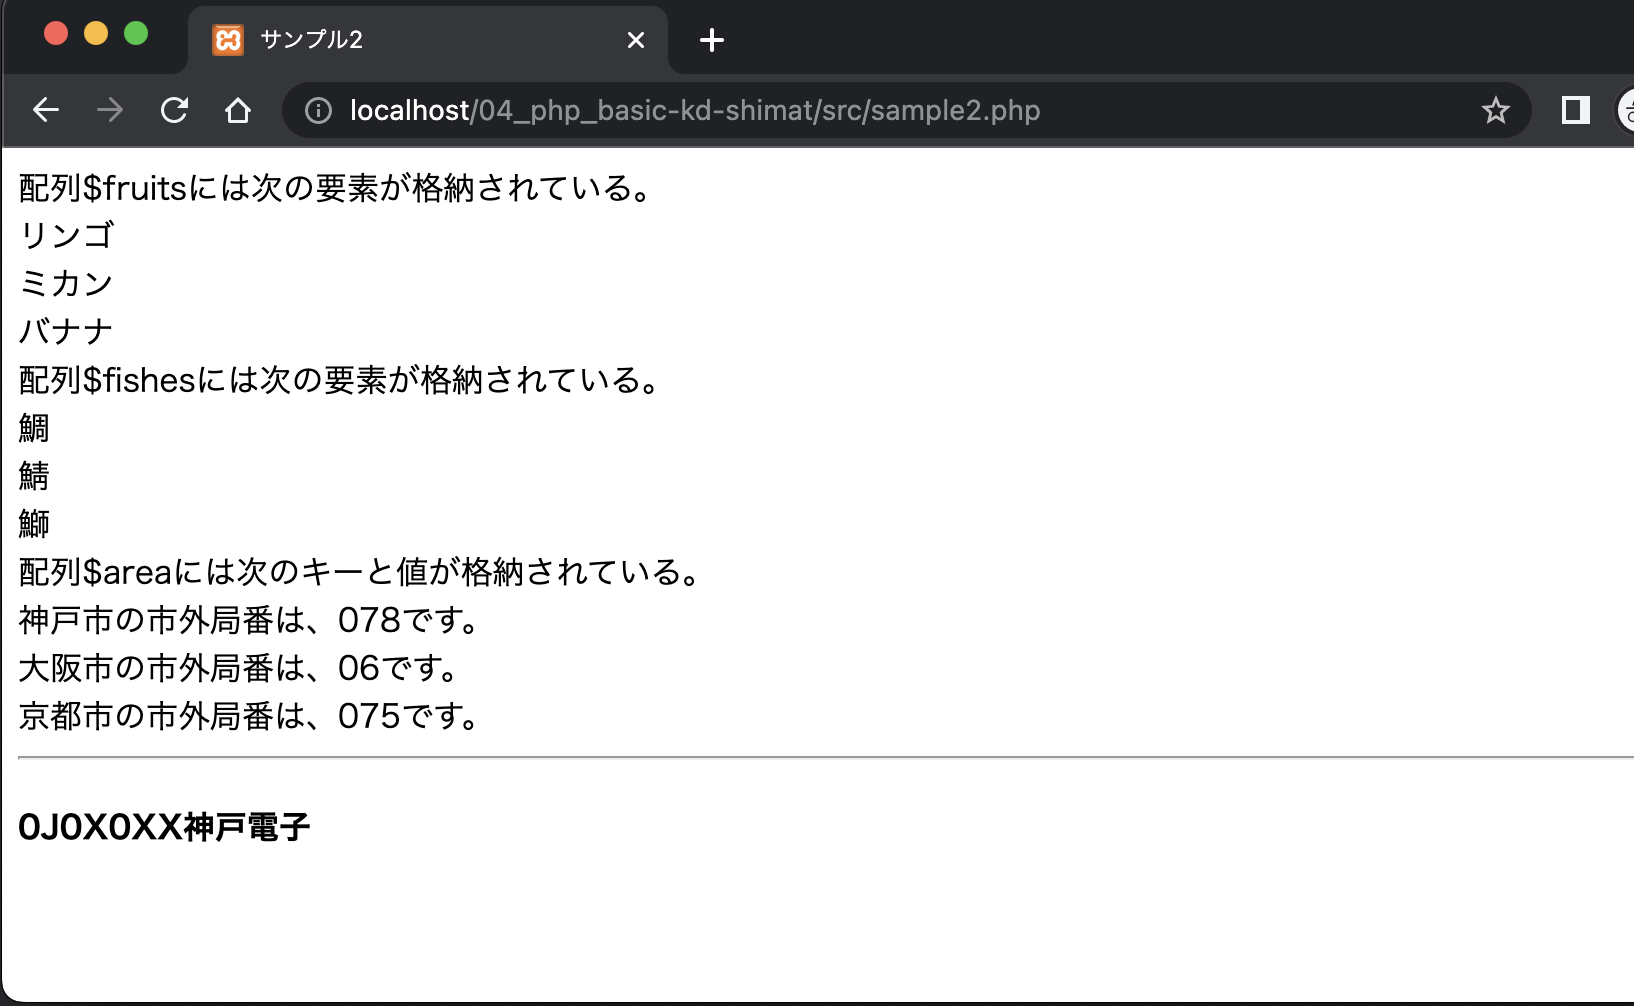 サンプル2
localhost/04_php_basic-kd-shimat/src/sample2.php
配列$fruitsには次の要素が格納されている。
リンゴ
ミカン
バナナ
配列$fishesには次の要素が格納されている。
鯛
鯖
鰤
配列$areaには次のキーと値が格納されている。
神戸市の市外局番は、078です。
大阪市の市外局番は、06です。
京都市の市外局番は、075です。
0J0X0XX神戸電子